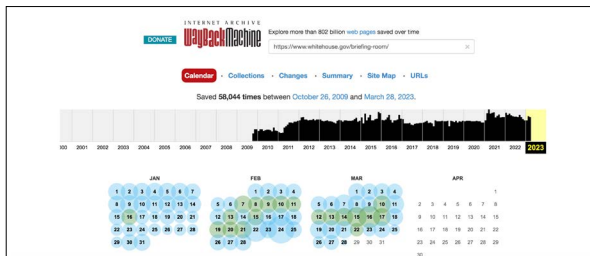 INTERNET ARCHIVE
DONATE
WayBackMachine
Explore more than 802 billion web pages saved over time
https://www.whitehouse.gov/briefing-room/
×
Calendar · Collections · Changes · Summary · Site Map · URLs
Saved 58,044 times between October 26, 2009 and March 28, 2023.
2001 2002 2003 2004 2005 2006 2007 2008 2009 2010 2011 2012 2013 2014 2015 2016 2017 2018 2019 2020 2021 2022 2023
JAN FEB MAR APR
1 2 3 4 5 6 7 1 2 3 4 1 2 3 4 1
8 9 10 11 12 13 14 5 6 7 8 9 10 11 5 6 7 8 9 10 11 2 3 4 5 6 7 8
15 16 17 18 19 20 21 12 13 14 15 16 17 18 12 13 14 15 16 17 18 9 10 11 12 13 14 15
22 23 24 25 26 27 28 19 20 21 22 23 24 25 19 20 21 22 23 24 25 16 17 18 19 20 21 22
29 30 31 26 27 28 26 27 28 29 30 31 23 24 25 26 27 28 29
30